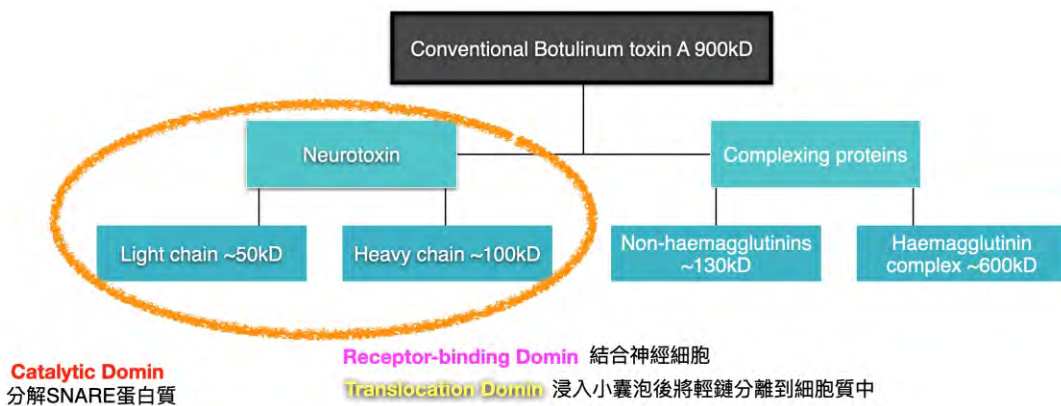 Conventional Botulinum toxin A 900kD
Neurotoxin
Complexing proteins
Light chain ~50kD
Heavy chain ~100kD
Non-haemagglutinins
~130kD
Haemagglutinin
complex ~600kD
Receptor-binding Domin 結合神經細胞
Catalytic Domin
分解SNARE蛋白質
Translocation Domin 浸入小囊泡後將輕鏈分離到細胞質中